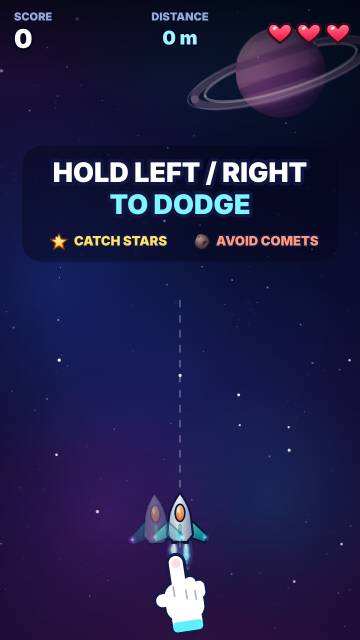 SCORE
DISTANCE
0
0 m
HOLD LEFT / RIGHT
TO DODGE
CATCH STARS
AVOID COMETS